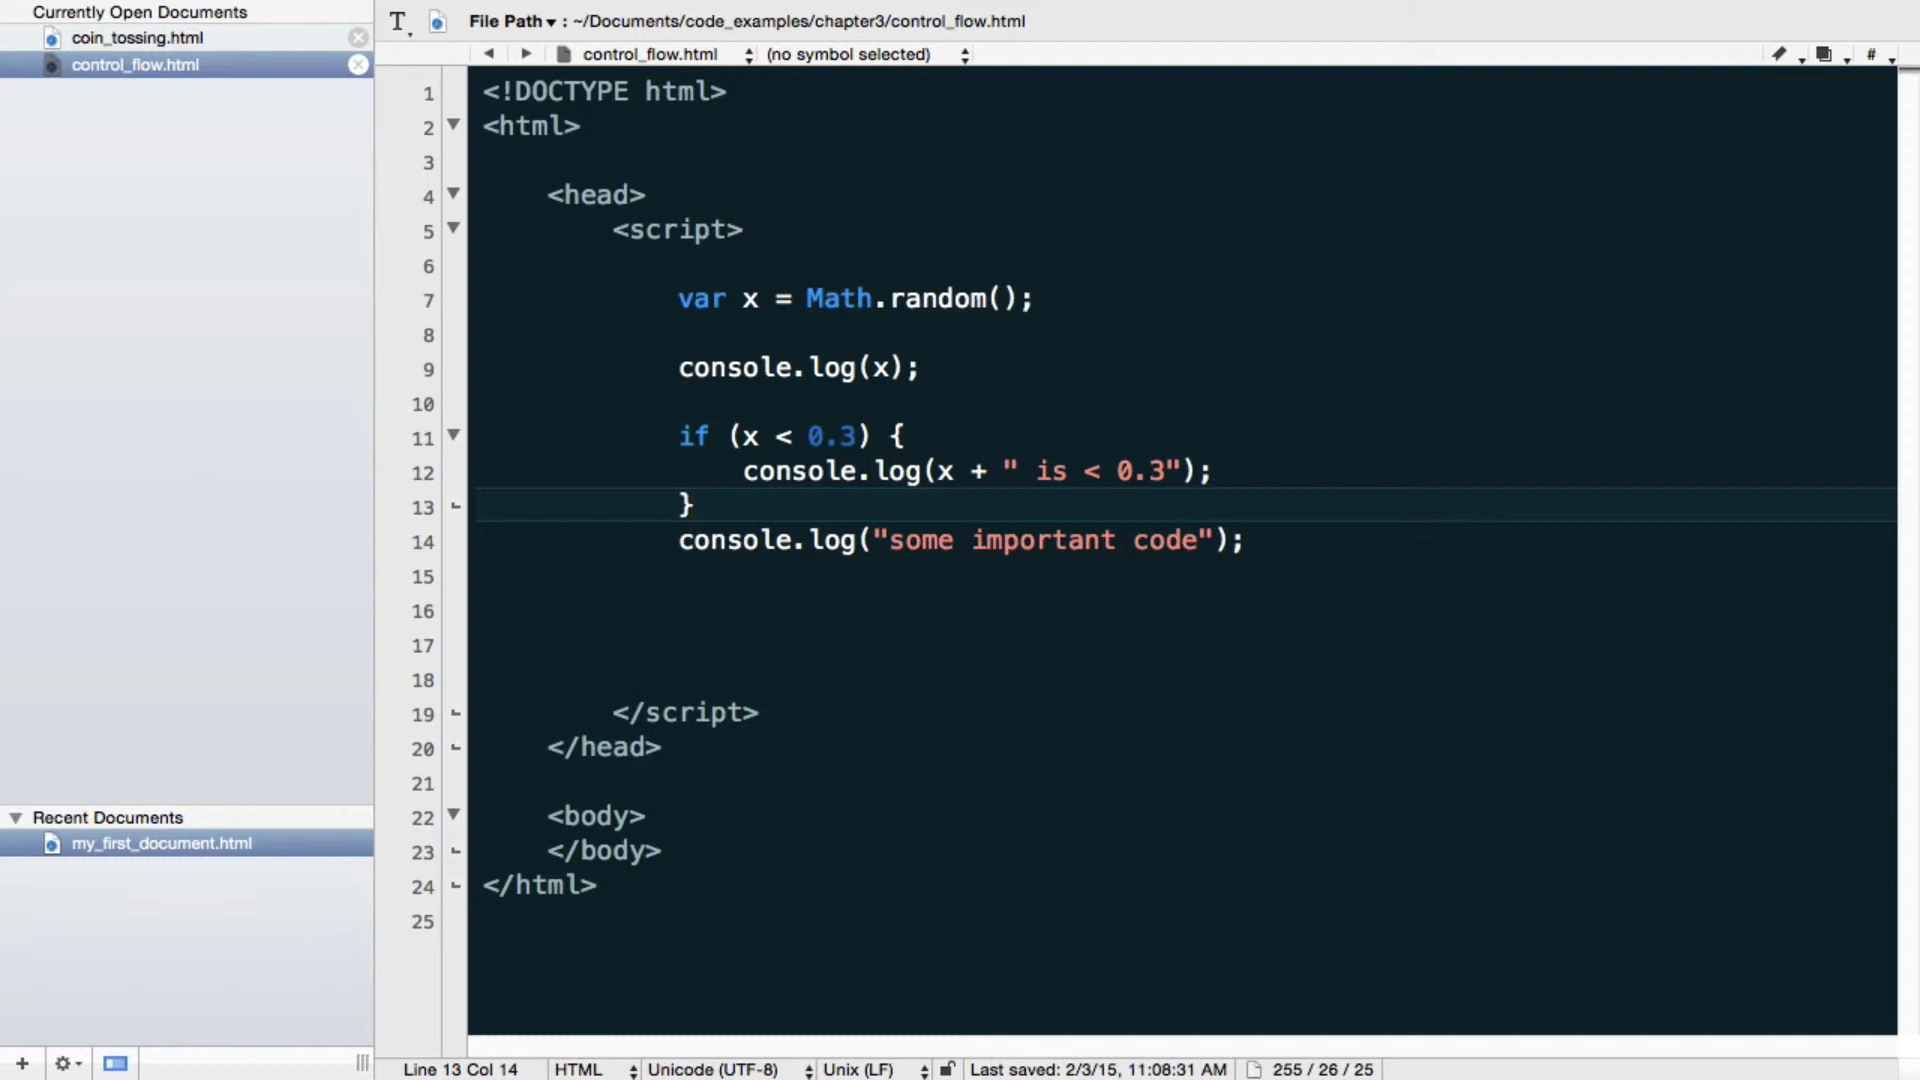 Currently Open Documents
coin_tossing.html
control_flow.html
Recent Documents
my_first_document.html
T
File Path : ~/Documents/code_examples/chapter3/control_flow.html
control_flow.html (no symbol selected) #
1 <!DOCTYPE html>
2 <html>
3
4 <head>
5 <script>
6
7 var x = Math.random();
8
9 console.log(x);
10
11 if (x < 0.3) {
12 console.log(x + " is < 0.3");
13 }
14 console.log("some important code");
15
16
17
18
19 </script>
20 </head>
21
22 <body>
23 </body>
24 </html>
25
Line 13 Col 14 HTML Unicode (UTF-8) Unix (LF) Last saved: 2/3/15, 11:08:31 AM 255 / 26 / 25